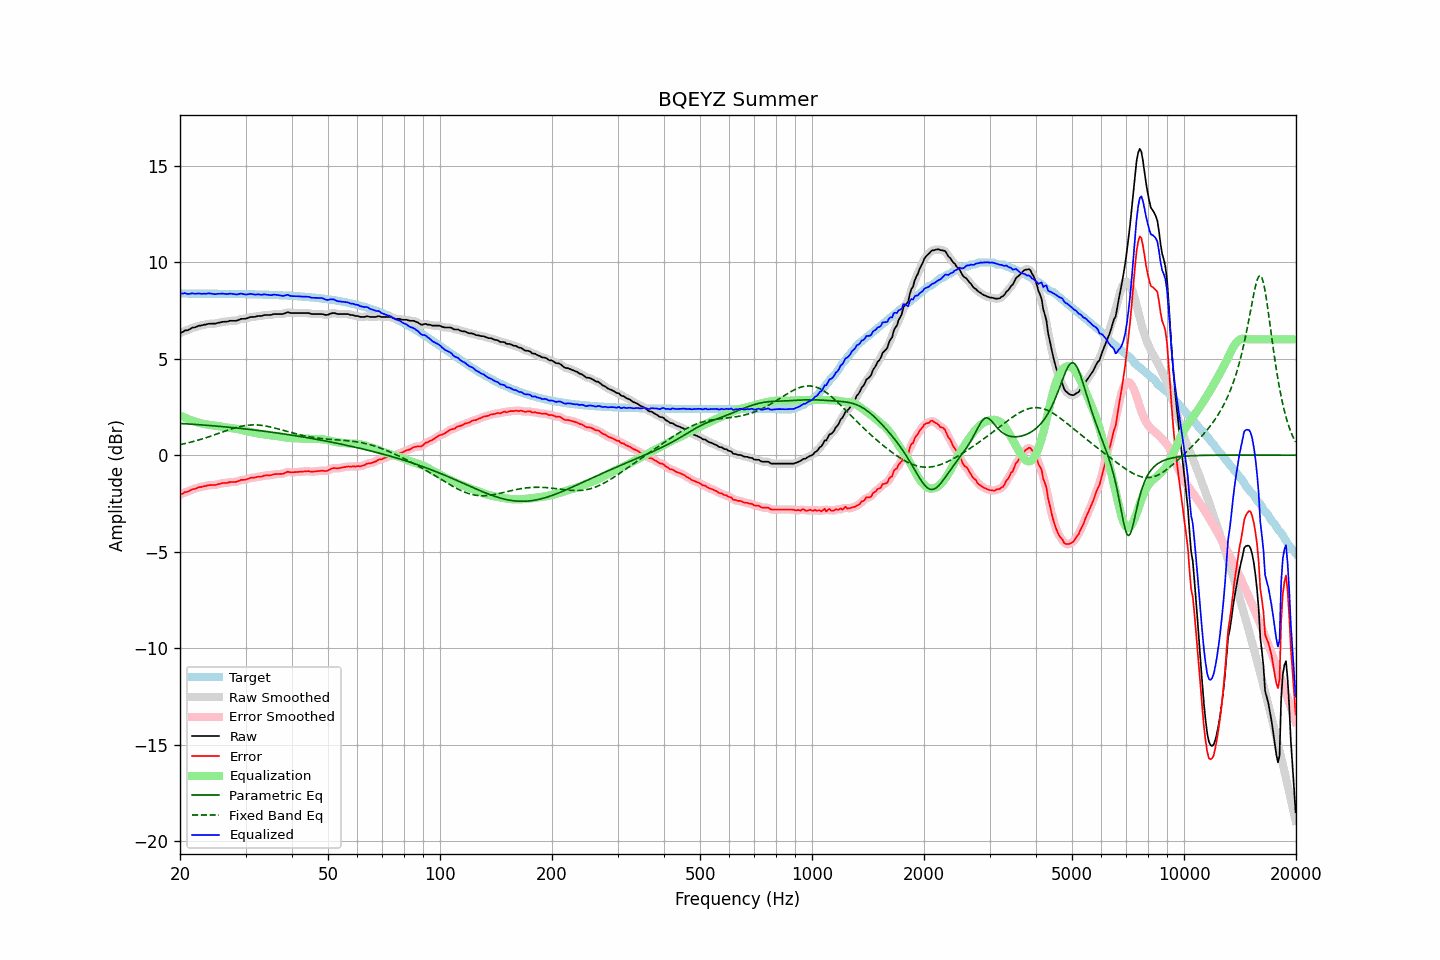 BQEYZ Summer
Amplitude (dBr)
15
10
5
0
−5
−10
−15
−20
Target
Raw Smoothed
Error Smoothed
Raw
Error
Equalization
Parametric Eq
Fixed Band Eq
Equalized
20
50
100
200
500
1000
2000
5000
10000
20000
Frequency (Hz)